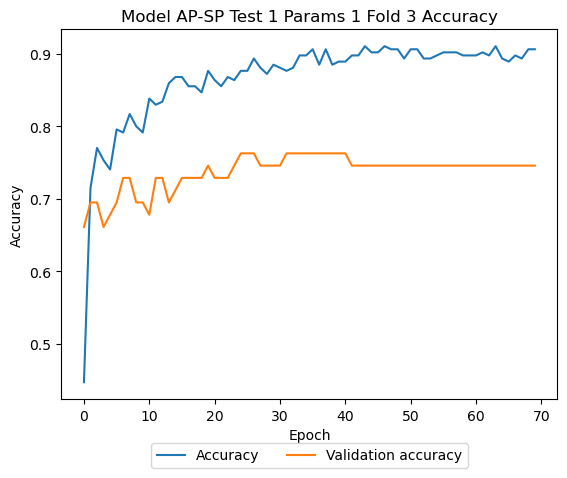 Model AP-SP Test 1 Params 1 Fold 3 Accuracy
Accuracy
0.9
0.8
0.7
0.6
0.5
0 10 20 30 40 50 60 70
Epoch
Accuracy Validation accuracy